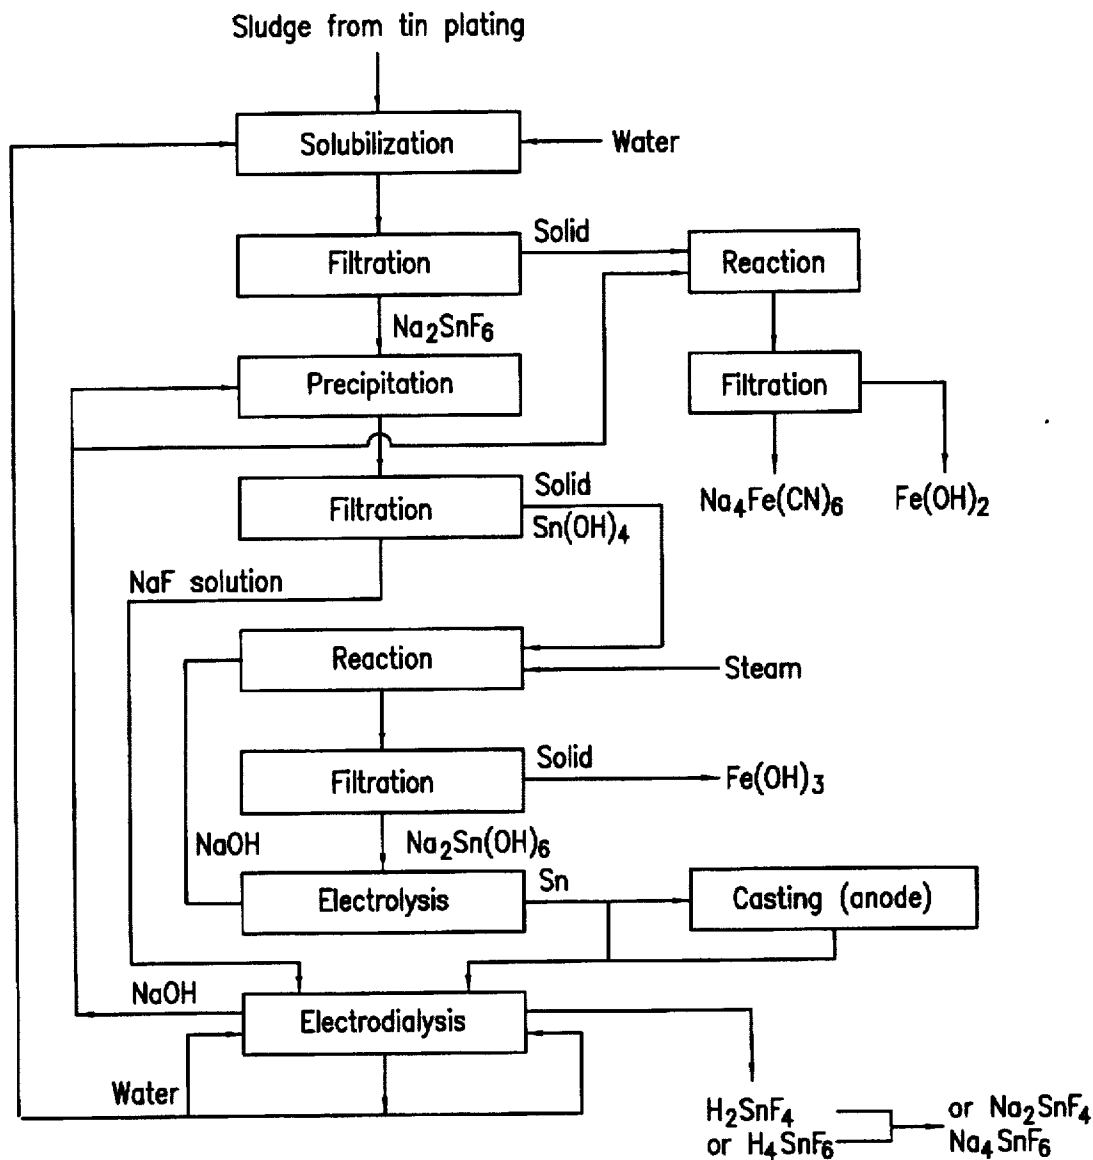 Sludge from tin plating
Solubilization
Water
Filtration
Solid
Reaction
Na2SnF6
Precipitation
Filtration
Filtration
Solid
Sn(OH)4
Na4Fe(CN)6
Fe(OH)2
NaF solution
Reaction
Steam
Filtration
Solid
Fe(OH)3
NaOH
Na2Sn(OH)6
Electrolysis
Sn
Casting (anode)
NaOH
Electrodialysis
Water
H2SnF4
or H4SnF6
or Na2SnF4
Na4SnF6